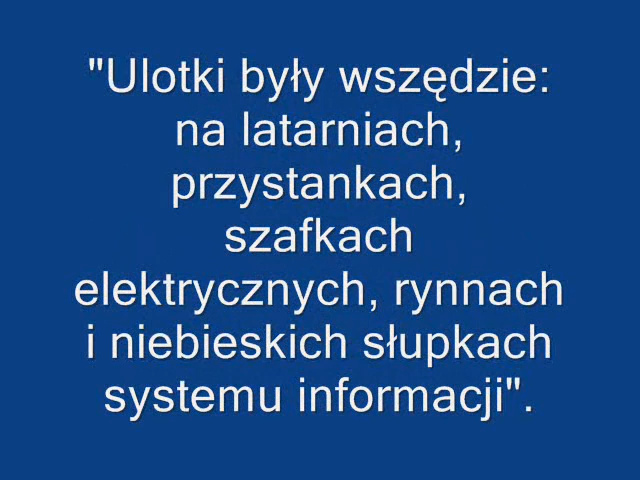 "Ulotki były wszędzie:
na latarniach,
przystankach,
szafkach
elektrycznych, rynnach
i niebieskich słupkach
systemu informacji".